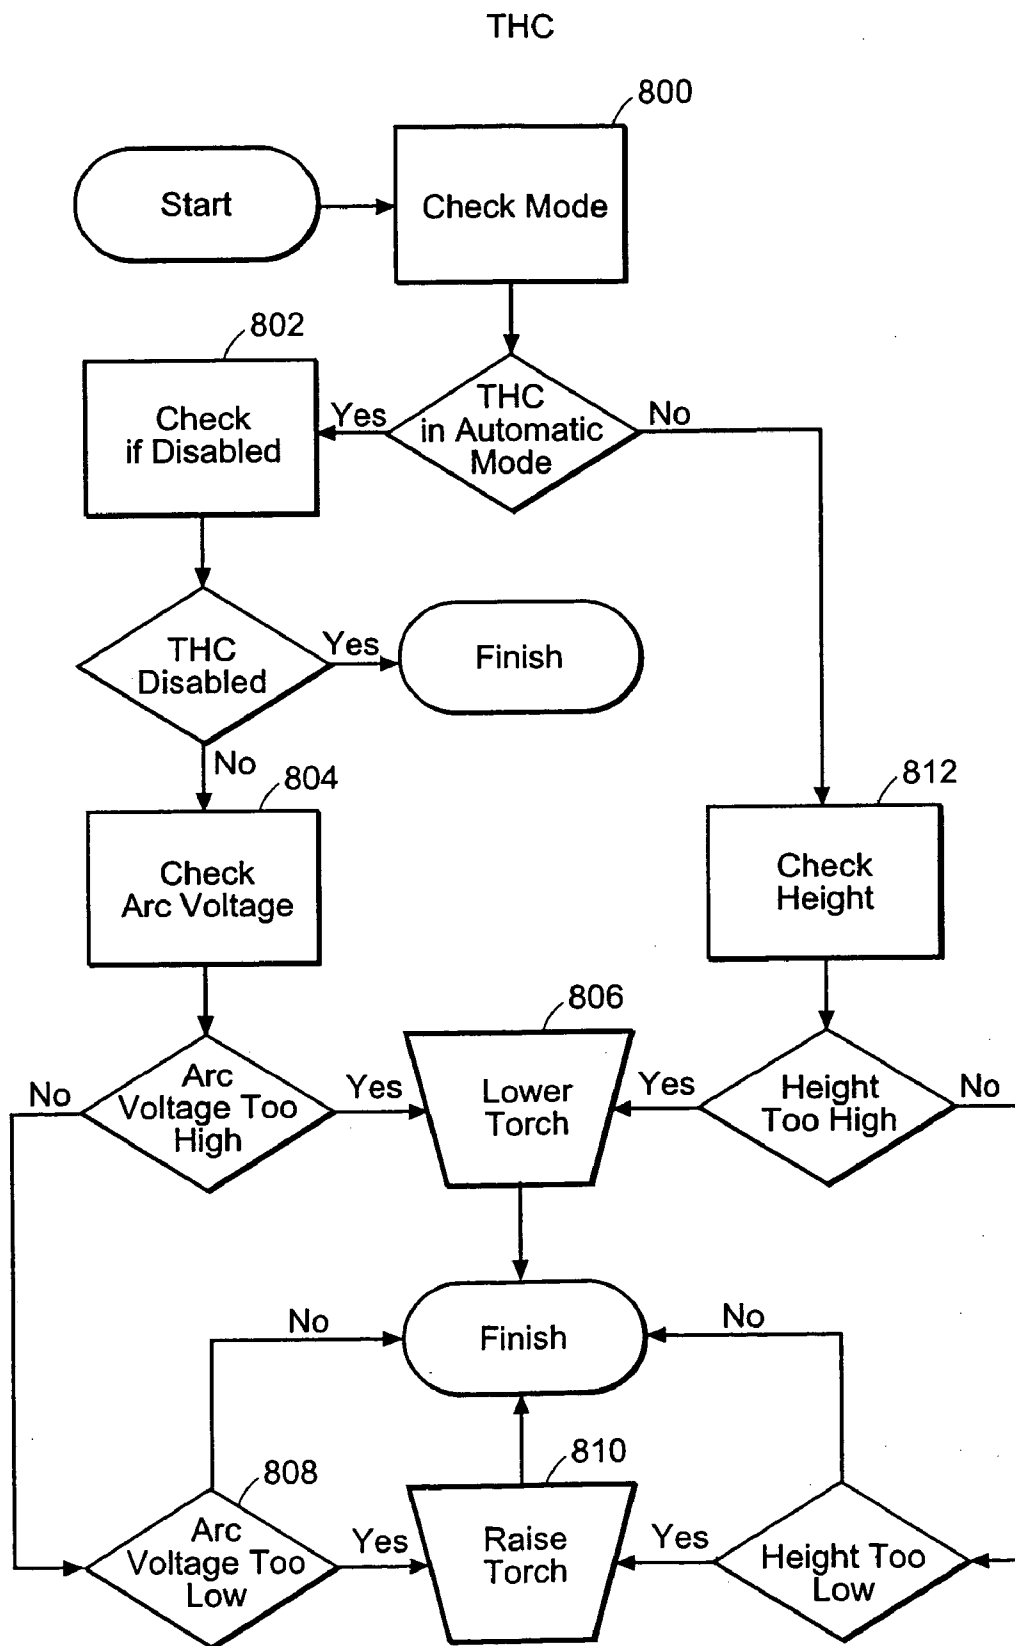 THC
800
Start
Check Mode
802
Check
if Disabled
Yes
THC
in Automatic
Mode
No
THC
Disabled
Yes
Finish
No
804
812
Check
Arc Voltage
Check
Height
806
No
Arc
Voltage Too
High
Yes
Lower
Torch
Yes
Height
Too High
No
No
Finish
No
808
810
Arc
Voltage Too
Low
Yes
Raise
Torch
Yes
Height Too
Low